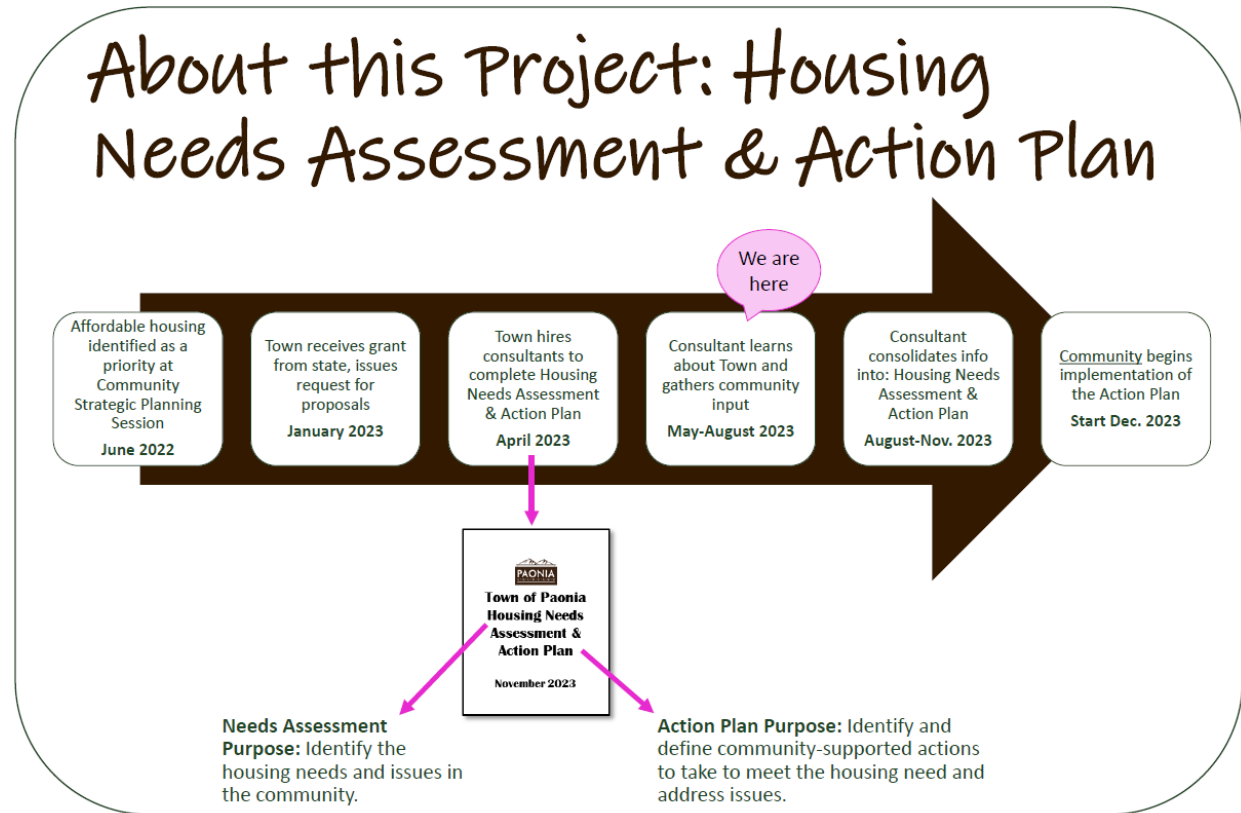 About this Project: Housing
Needs Assessment & Action Plan
We are
here
Affordable housing
identified as a
priority at
Community
Strategic Planning
Session
June 2022
Town receives grant
from state, issues
request for
proposals
January 2023
Town hires
consultants to
complete Housing
Needs Assessment
& Action Plan
April 2023
Consultant learns
about Town and
gathers community
input
May-August 2023
Consultant
consolidates info
into: Housing Needs
Assessment &
Action Plan
August-Nov. 2023
Community begins
implementation of
the Action Plan
Start Dec. 2023
PAONIA
Town of Paonia
Housing Needs
Assessment &
Action Plan
November 2023
Needs Assessment
Purpose: Identify the
housing needs and issues in
the community.
Action Plan Purpose: Identify and
define community-supported actions
to take to meet the housing need and
address issues.